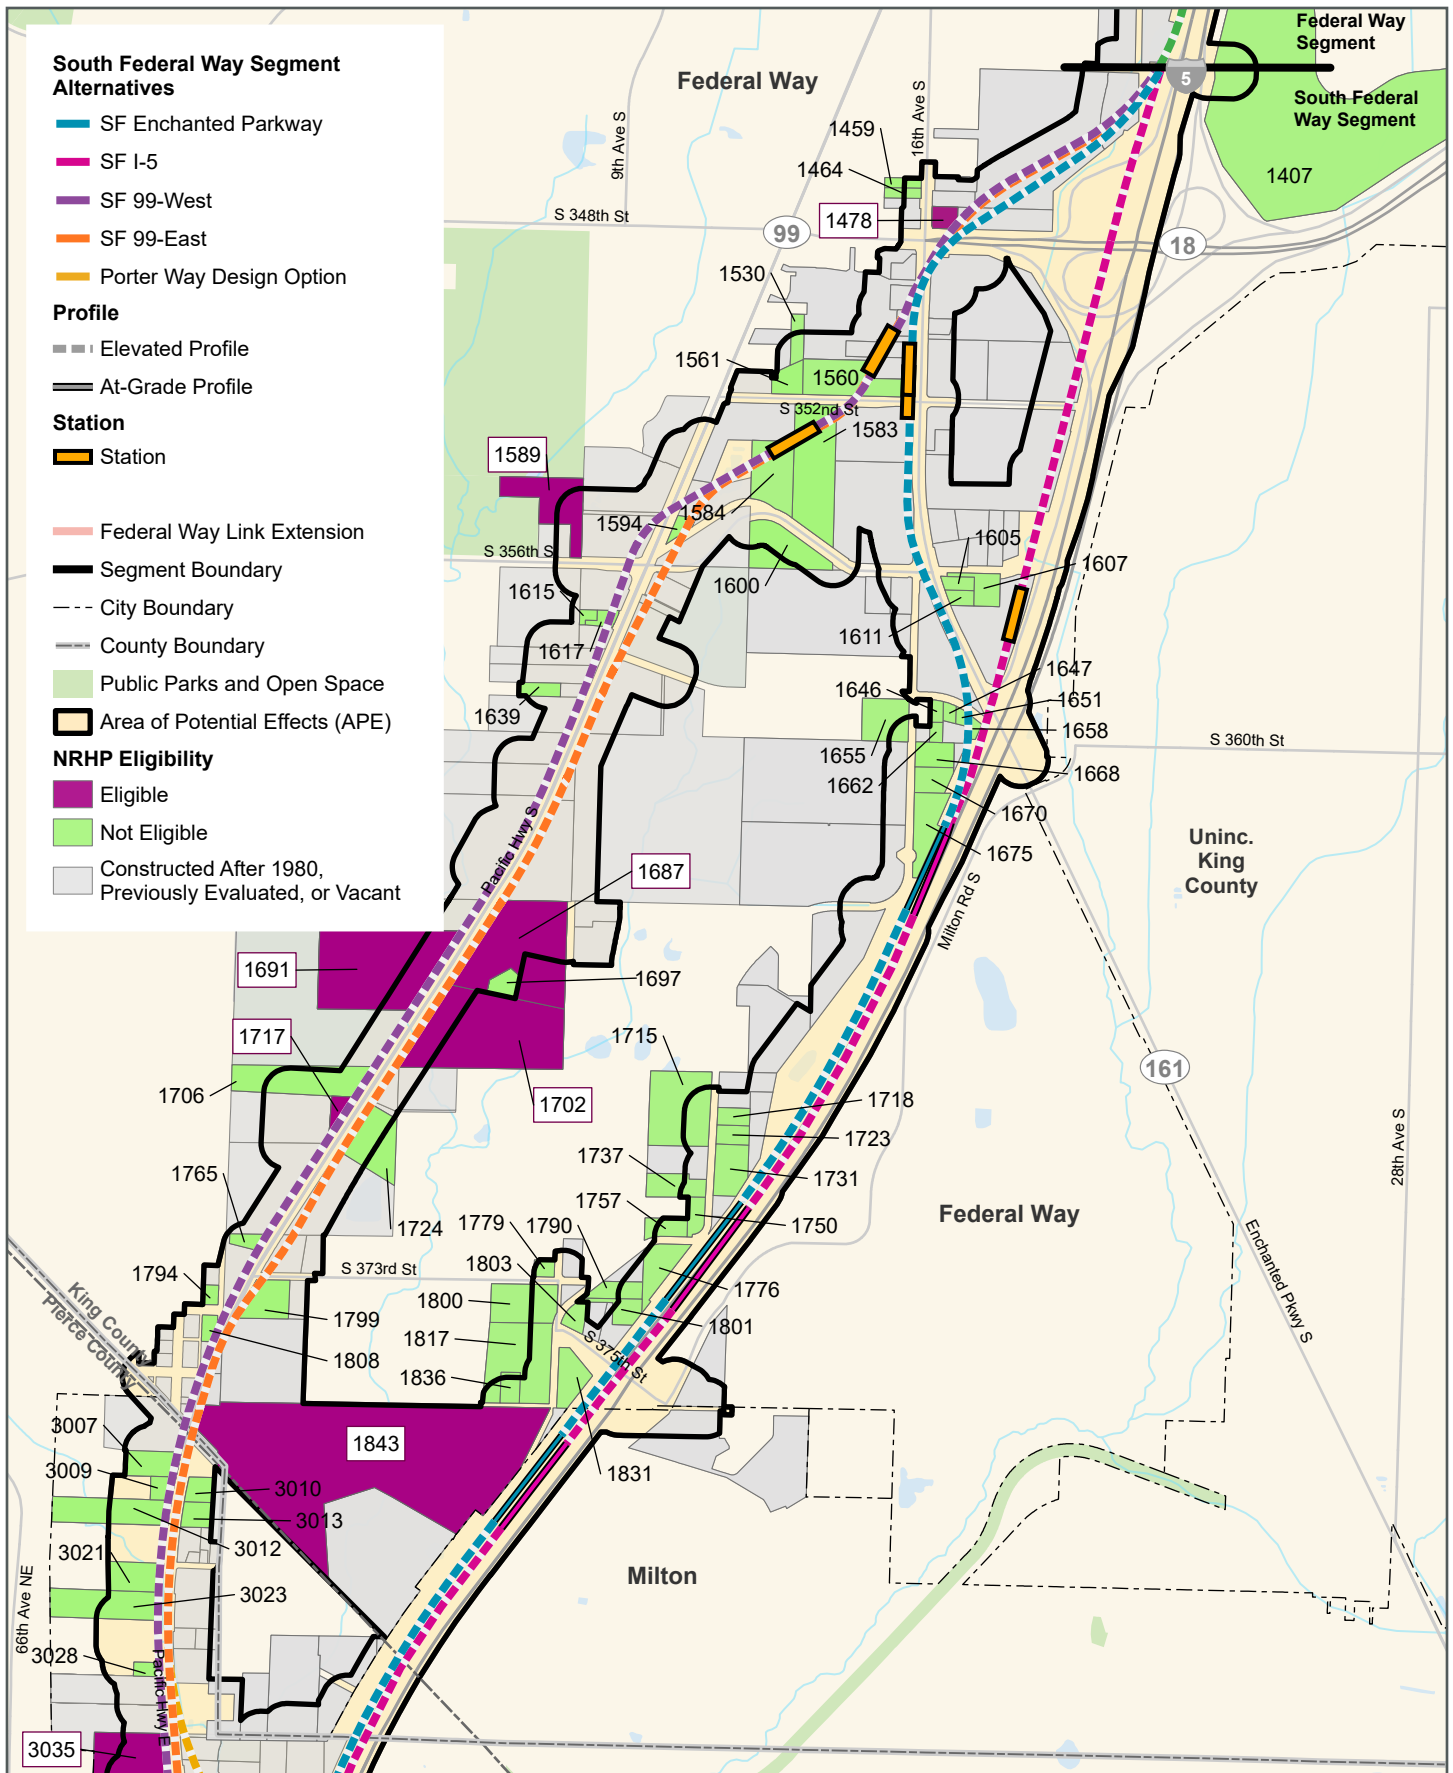 South Federal Way Segment
Alternatives
SF Enchanted Parkway
SF I-5
SF 99-West
SF 99-East
Porter Way Design Option
Profile
Elevated Profile
At-Grade Profile
Station
Station
Federal Way Link Extension
Segment Boundary
City Boundary
County Boundary
Public Parks and Open Space
Area of Potential Effects (APE)
NRHP Eligibility
Eligible
Not Eligible
Constructed After 1980,
Previously Evaluated, or Vacant
Federal Way
Segment
5
South Federal
Way Segment
1407
Federal Way
9th Ave S
16th Ave S
1459
1464
1478
S 348th St
99
18
1530
1561
1560
S 352nd St
1583
1589
1594
1584
S 356th S
1600
1605
1607
1615
1617
1611
1639
1646
1647
1651
1658
1655
1662
1668
1670
1675
S 360th St
Pacific Hwy S
Milton Rd S
Uninc.
King
County
1687
1691
1697
1717
1706
1702
1715
161
1718
1723
1731
1737
1757
1750
1765
1724
1779
1790
1803
1776
Federal Way
28th Ave S
Enchanted Pkwy S
1794
S 373rd St
King County
Pierce County
1799
1800
1801
S 375th St
1808
1817
1836
1843
1831
3007
3009
3010
3013
3012
3021
3023
66th Ave NE
3028
Pacific Hwy E
3035
Milton